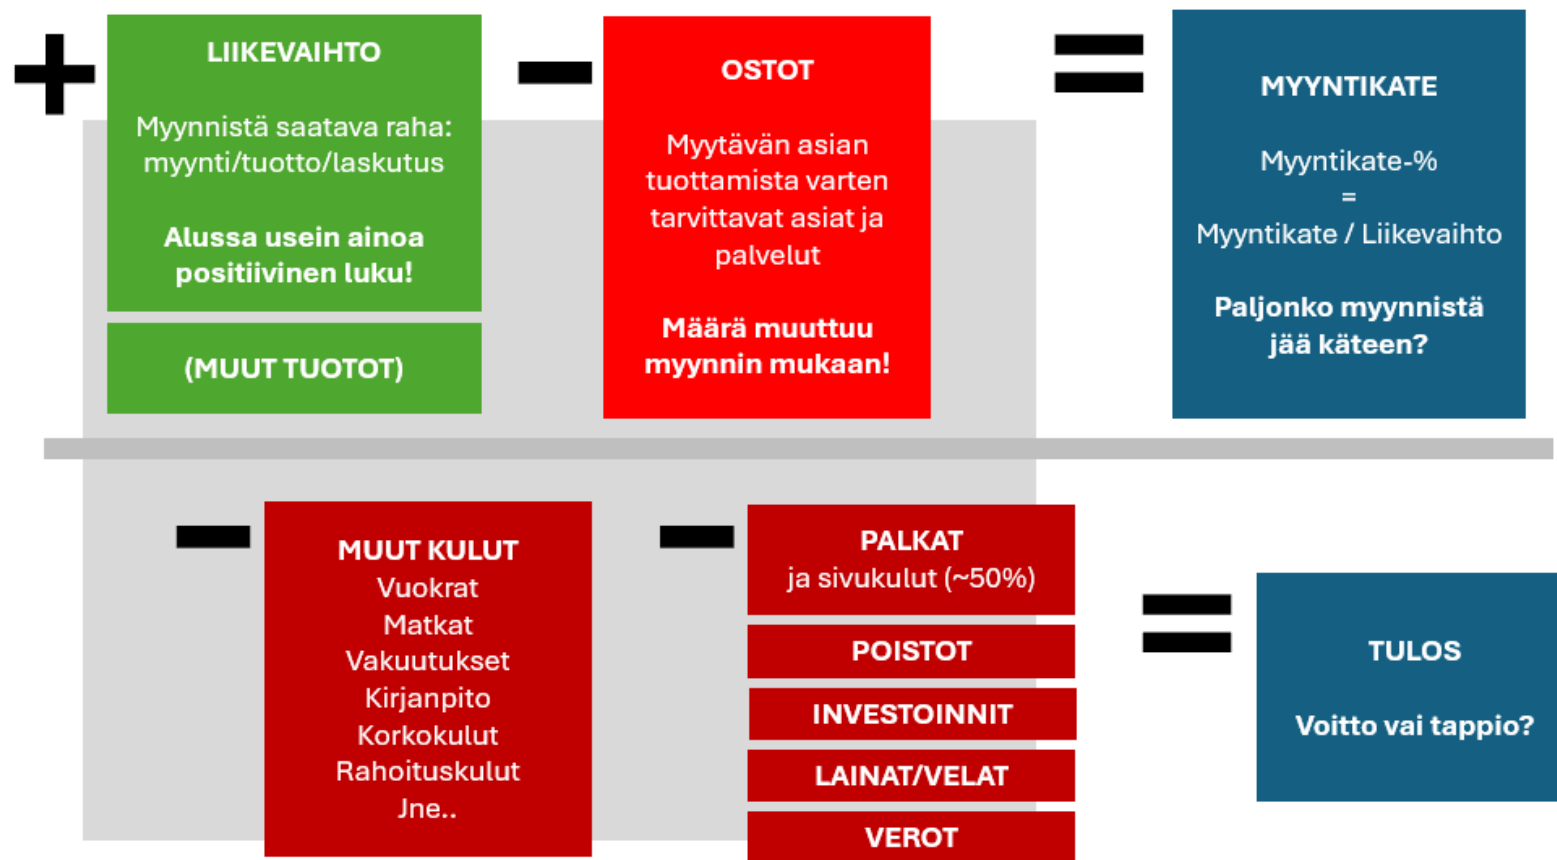 LIIKEVAIHTO
Myynnistä saatava raha:
myynti/tuotto/laskutus
Alussa usein ainoa
positiivinen luku!
(MUUT TUOTOT)
OSTOT
Myytävän asian
tuottamista varten
tarvittavat asiat ja
palvelut
Määrä muuttuu
myynnin mukaan!
MYYNTIKATE
Myyntikate-%
=
Myyntikate / Liikevaihto
Paljonko myynnistä
jää käteen?
MUUT KULUT
Vuokrat
Matkat
Vakuutukset
Kirjanpito
Korkokulut
Rahoituskulut
Jne..
PALKAT
ja sivukulut (~50%)
POISTOT
INVESTOINNIT
LAINAT/VELAT
VEROT
TULOS
Voitto vai tappio?